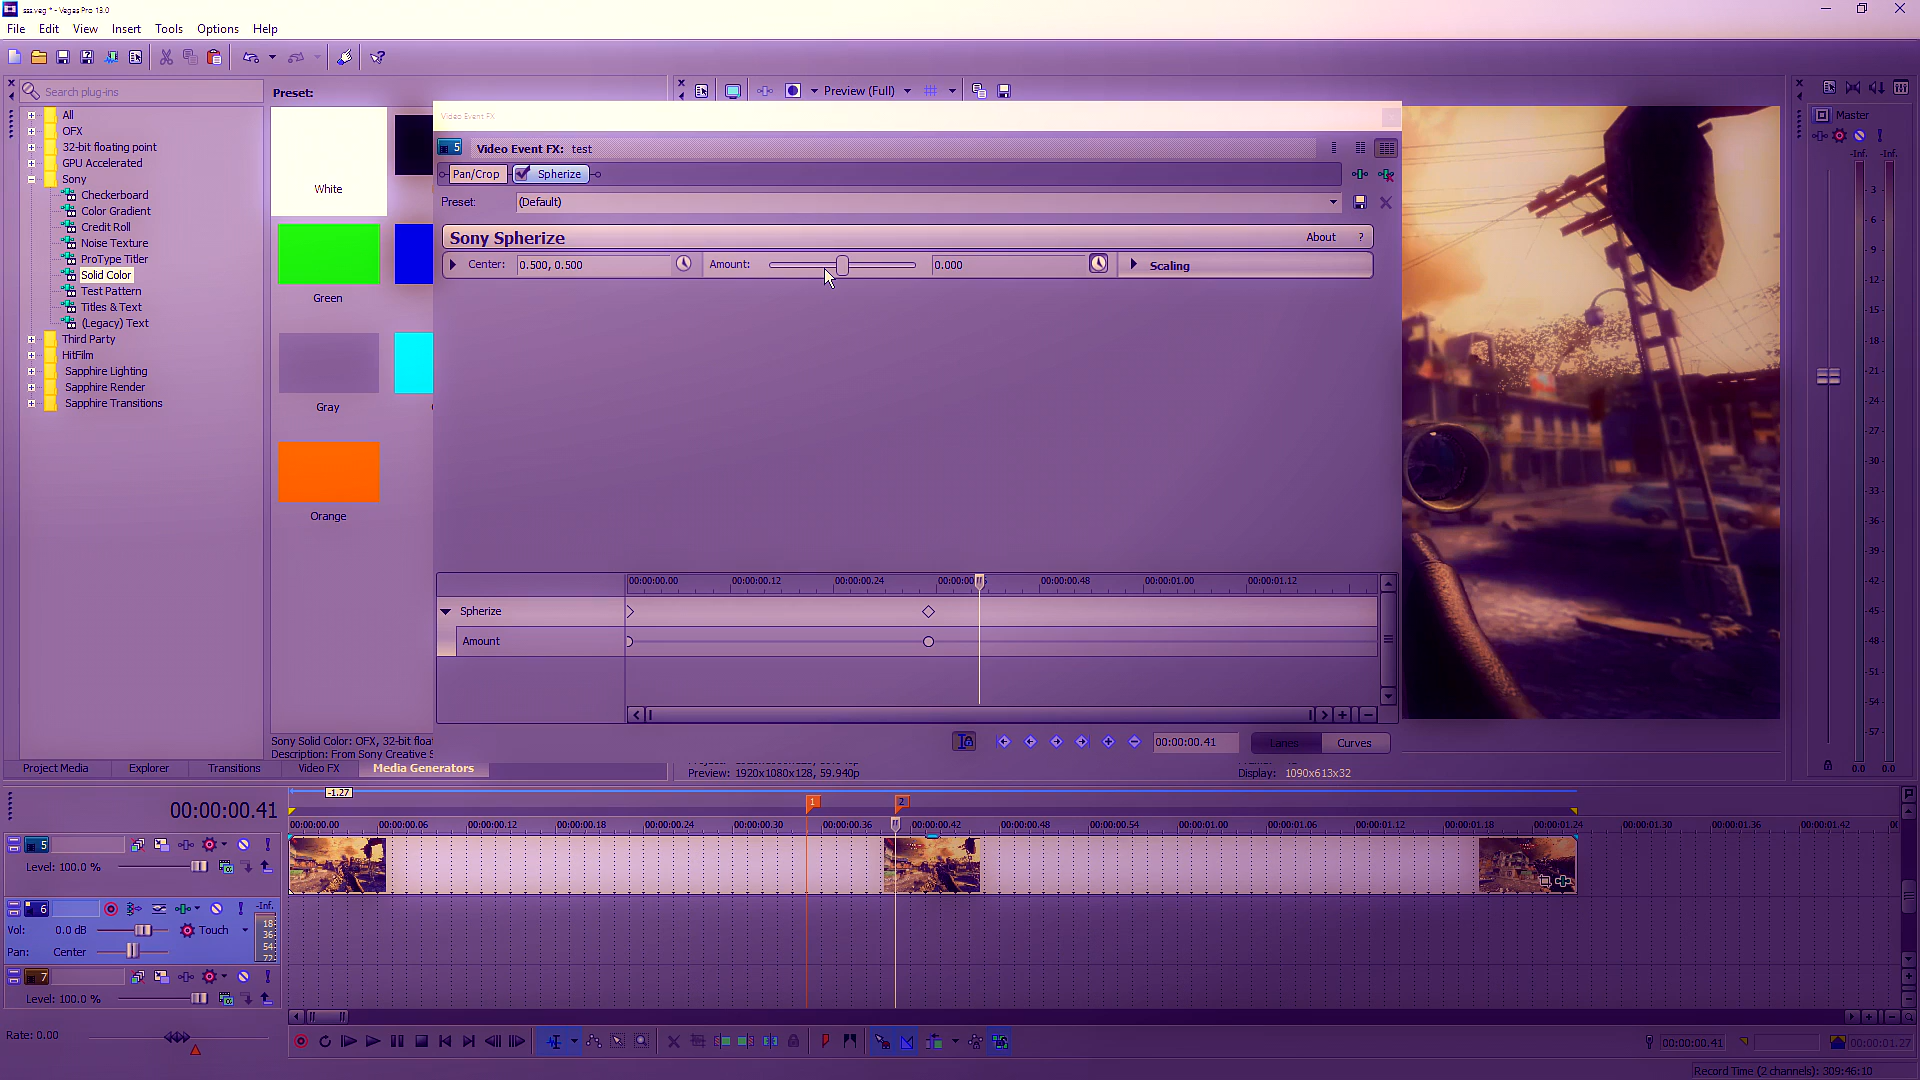 sss.veg * - Vegas Pro 13.0
File Edit View Insert Tools Options Help
Search plug-ins
All
OFX
32-bit floating point
GPU Accelerated
Sony
Checkerboard
Color Gradient
Credit Roll
Noise Texture
ProType Titler
Solid Color
Test Pattern
Titles & Text
(Legacy) Text
Third Party
HitFilm
Sapphire Lighting
Sapphire Render
Sapphire Transitions
Preset:
White
Green
Gray
Orange
Sony Solid Color: OFX, 32-bit float
Description: From Sony Creative S
Preview (Full)
Video Event FX
5 Video Event FX: test
Pan/Crop Spherize
Preset: (Default)
Sony Spherize About ?
Center: 0.500, 0.500 Amount: 0.000 Scaling
00:00:00.00 00:00:00.12 00:00:00.24 00:00:00.48 00:00:01.00 00:00:01.12
Spherize
Amount
00:00:00.41 Lanes Curves
Master
-Inf. -Inf.
3
6
9
12
15
18
21
24
27
30
33
36
39
42
45
48
51
54
57
0.0 0.0
Project Media Explorer Transitions Video FX Media Generators
Preview: 1920x1080x128, 59.940p
Display: 1090x613x32
00:00:00.41
-1.27
1 2
00:00:00.00 00:00:00.06 00:00:00.12 00:00:00.18 00:00:00.24 00:00:00.30 00:00:00.36 00:00:00.42 00:00:00.48 00:00:00.54 00:00:01.00 00:00:01.06 00:00:01.12 00:00:01.18 00:00:01.24 00:00:01.30 00:00:01.36 00:00:01.42
5
Level: 100.0 %
6
-Inf.
Vol: 0.0 dB Touch
Pan: Center
18
36
54
72
7
Level: 100.0 %
Rate: 0.00
00:00:00.41 00:00:01.27
Record Time (2 channels): 309:46:10